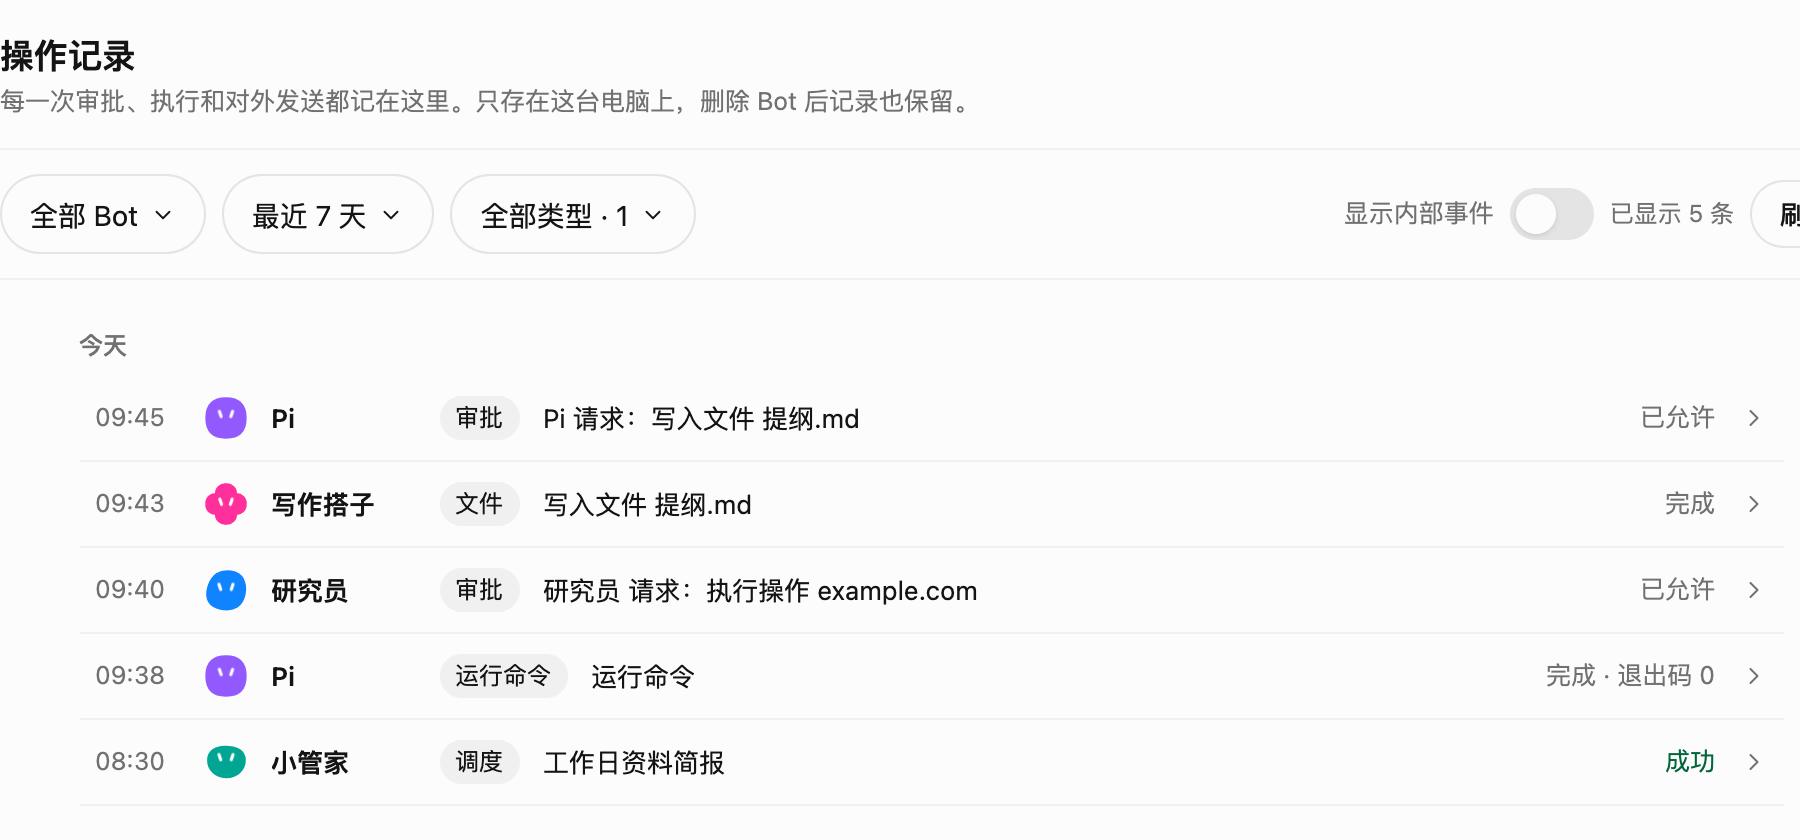 操作记录
每一次审批、执行和对外发送都记在这里。只存在这台电脑上，删除 Bot 后记录也保留。
全部 Bot 最近 7 天 全部类型 · 1 显示内部事件 已显示 5 条 刷
今天
09:45 Pi 审批 Pi 请求：写入文件 提纲.md 已允许
09:43 写作搭子 文件 写入文件 提纲.md 完成
09:40 研究员 审批 研究员 请求：执行操作 example.com 已允许
09:38 Pi 运行命令 运行命令 完成 · 退出码 0
08:30 小管家 调度 工作日资料简报 成功